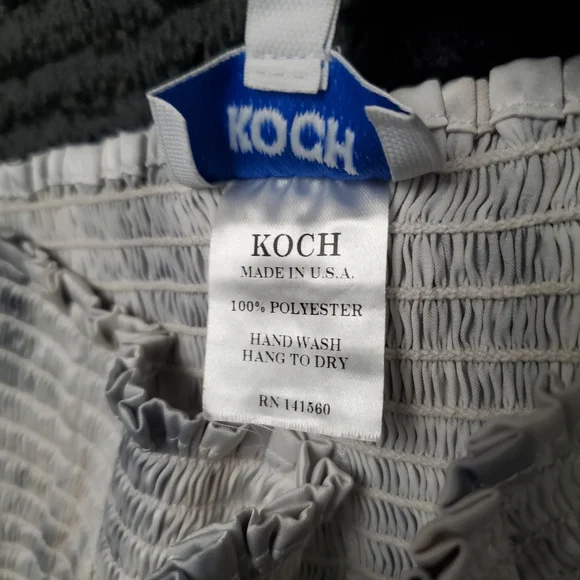 KOCH
KOCH
MADE IN U.S.A.
100% POLYESTER
HAND WASH
HANG TO DRY
RN 141560